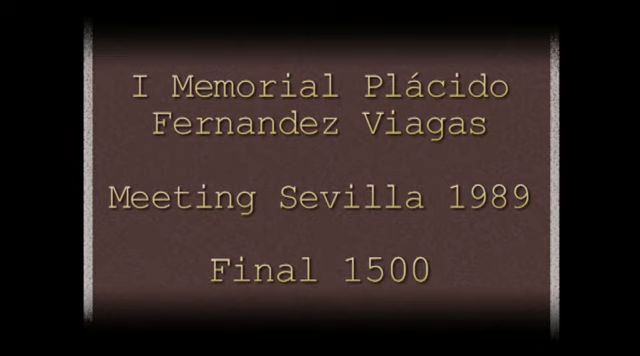 I Memorial Plácido
Fernandez Viagas
Meeting Sevilla 1989
Final 1500